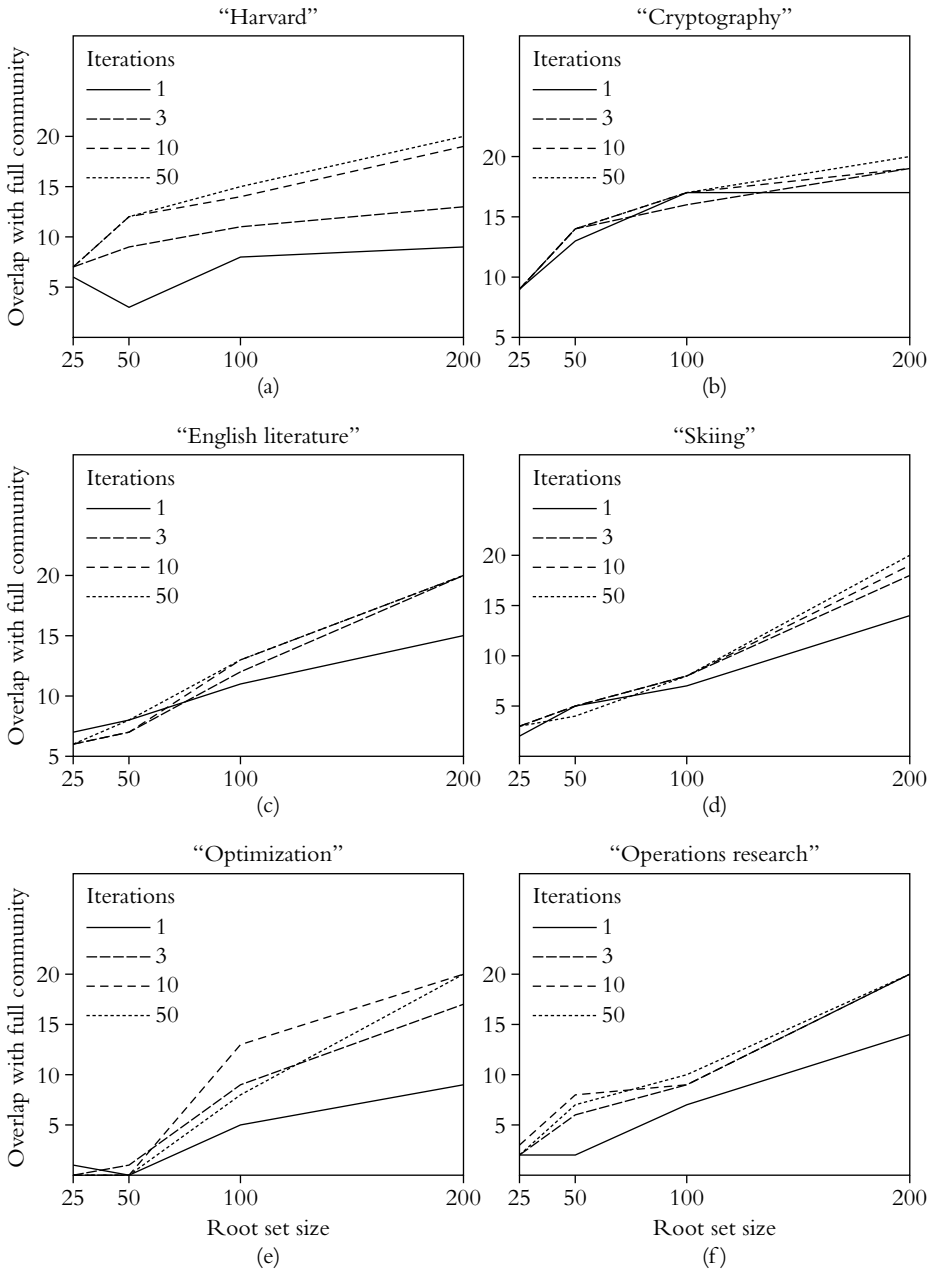 “Harvard”
Overlap with full community
Iterations
1
3
10
50
20
15
10
5
25 50 100 200
(a)
“Cryptography”
Iterations
1
3
10
50
20
15
10
5
25 50 100 200
(b)
“English literature”
Overlap with full community
Iterations
1
3
10
50
20
15
10
5
25 50 100 200
(c)
“Skiing”
Iterations
1
3
10
50
20
15
10
5
25 50 100 200
(d)
“Optimization”
Overlap with full community
Iterations
1
3
10
50
20
15
10
5
25 50 100 200
Root set size
(e)
“Operations research”
Iterations
1
3
10
50
20
15
10
5
25 50 100 200
Root set size
(f)